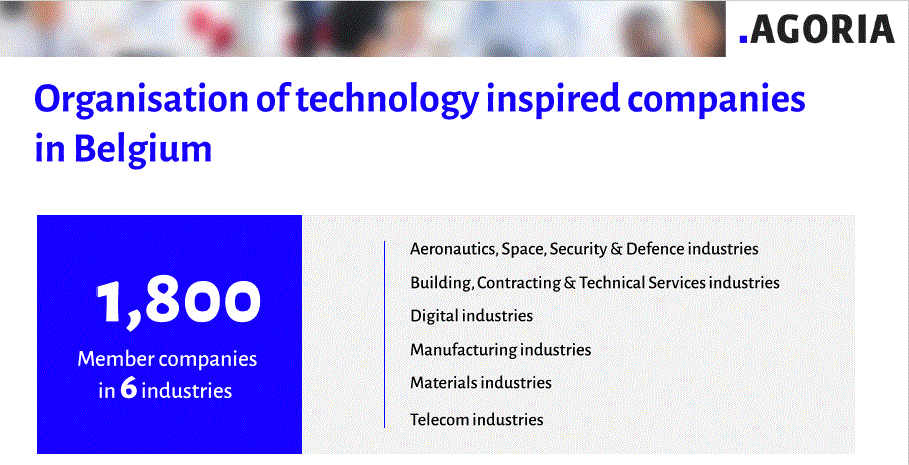 .AGORIA
Organisation of technology inspired companies
in Belgium
1,800
Member companies
in 6 industries
Aeronautics, Space, Security & Defence industries
Building, Contracting & Technical Services industries
Digital industries
Manufacturing industries
Materials industries
Telecom industries